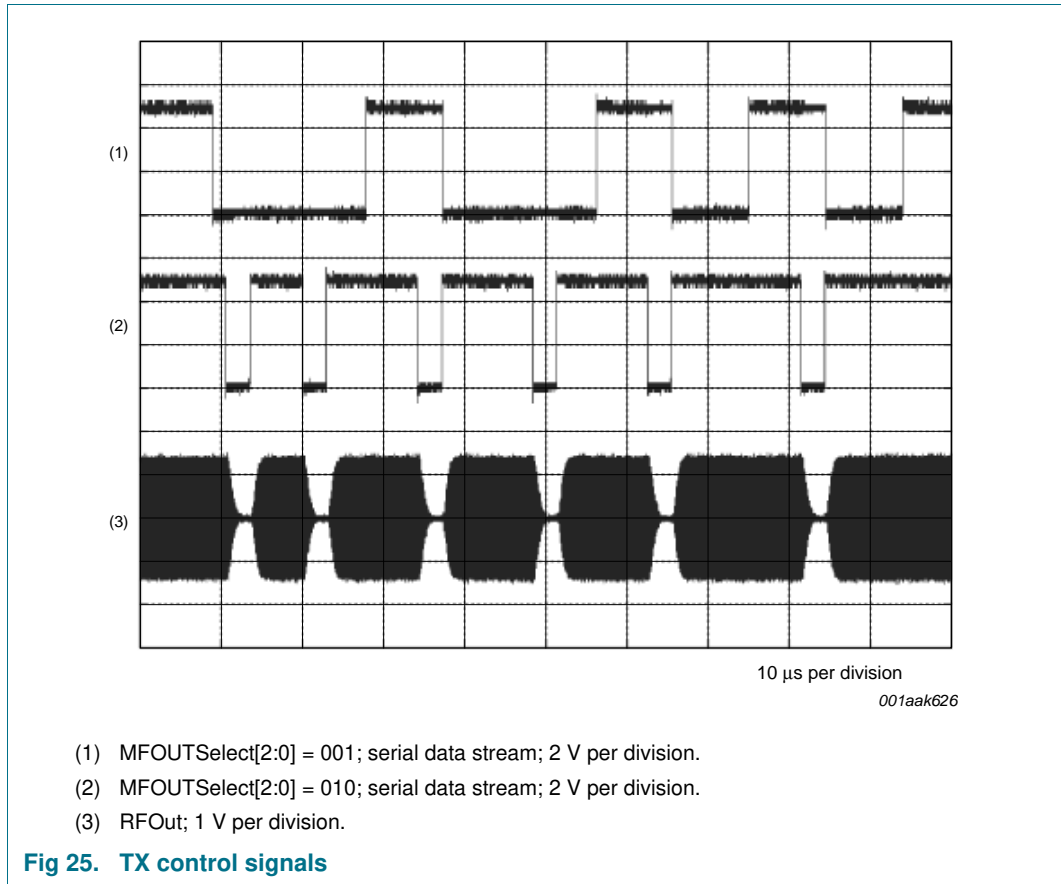 (1)
(2)
(3)
10 μs per division
001aak626
(1) MFOUTSelect[2:0] = 001; serial data stream; 2 V per division.
(2) MFOUTSelect[2:0] = 010; serial data stream; 2 V per division.
(3) RFOut; 1 V per division.
Fig 25. TX control signals